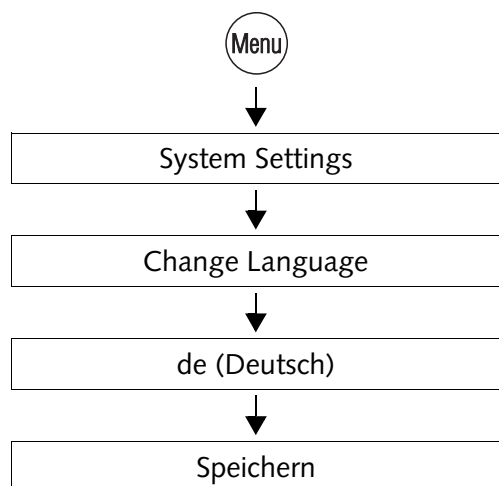 Menu
System Settings
Change Language
de (Deutsch)
Speichern